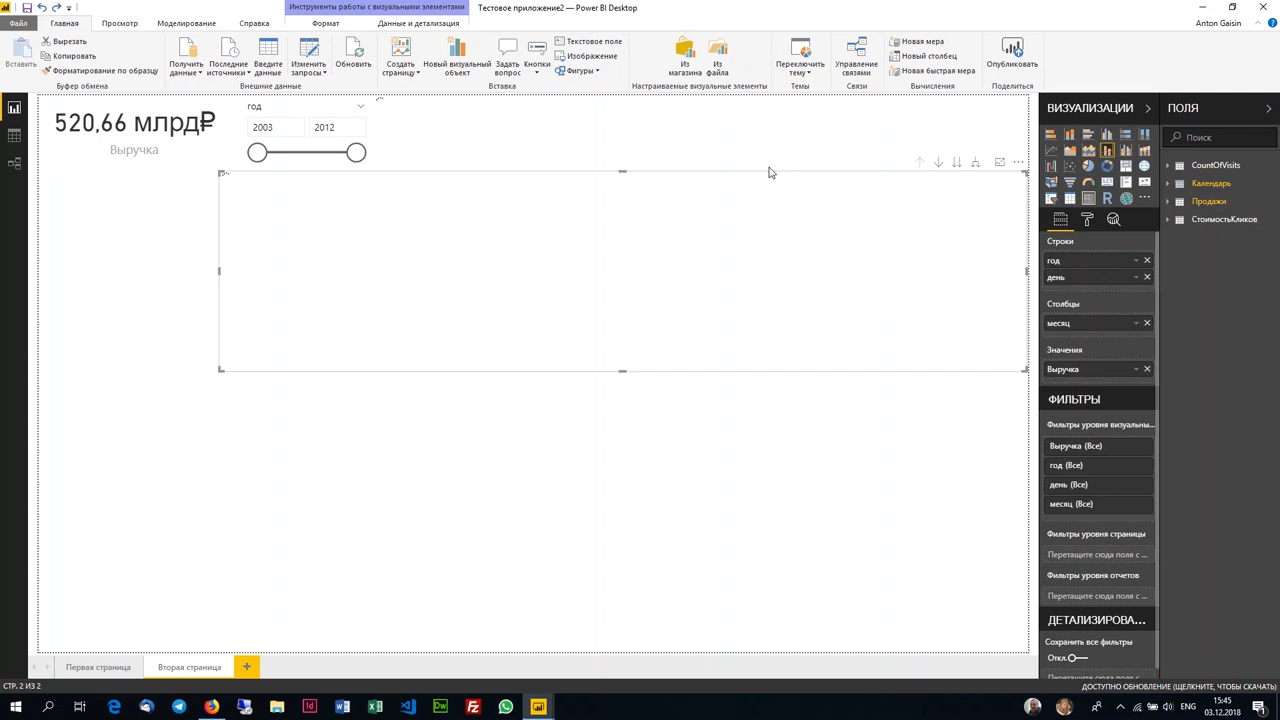 Инструменты работы с визуальными элементами
Тестовое приложение2 — Power BI Desktop
Файл
Главная
Просмотр
Моделирование
Справка
Формат
Данные и детализация
Anton Gaisin
Вставить
Вырезать
Копировать
Форматирование по образцу
Буфер обмена
Получить данные
Последние источники
Введите данные
Внешние данные
Изменить запросы
Обновить
Создать страницу
Новый визуальный объект
Задать вопрос
Кнопки
Текстовое поле
Изображение
Фигуры
Вставка
Из магазина
Из файла
Настраиваемые визуальные элементы
Переключить тему
Темы
Управление связями
Связи
Новая мера
Новый столбец
Новая быстрая мера
Вычисления
Опубликовать
Поделиться
520,66 млрд₽
Выручка
год
2003
2012
ВИЗУАЛИЗАЦИИ
Строки
год
день
Столбцы
месяц
Значения
Выручка
ФИЛЬТРЫ
Фильтры уровня визуальны...
Выручка (Все)
год (Все)
день (Все)
месяц (Все)
Фильтры уровня страницы
Перетащите сюда поля с ...
Фильтры уровня отчетов
Перетащите сюда поля с ...
ДЕТАЛИЗИРОВА...
Сохранить все фильтры
Откл.
ПОЛЯ
Поиск
CountOfVisits
Календарь
Продажи
СтоимостьКликов
Первая страница
Вторая страница
СТР. 2 ИЗ 2
ДОСТУПНО ОБНОВЛЕНИЕ (ЩЕЛКНИТЕ, ЧТОБЫ СКАЧАТЬ)
ENG
15:45
03.12.2018